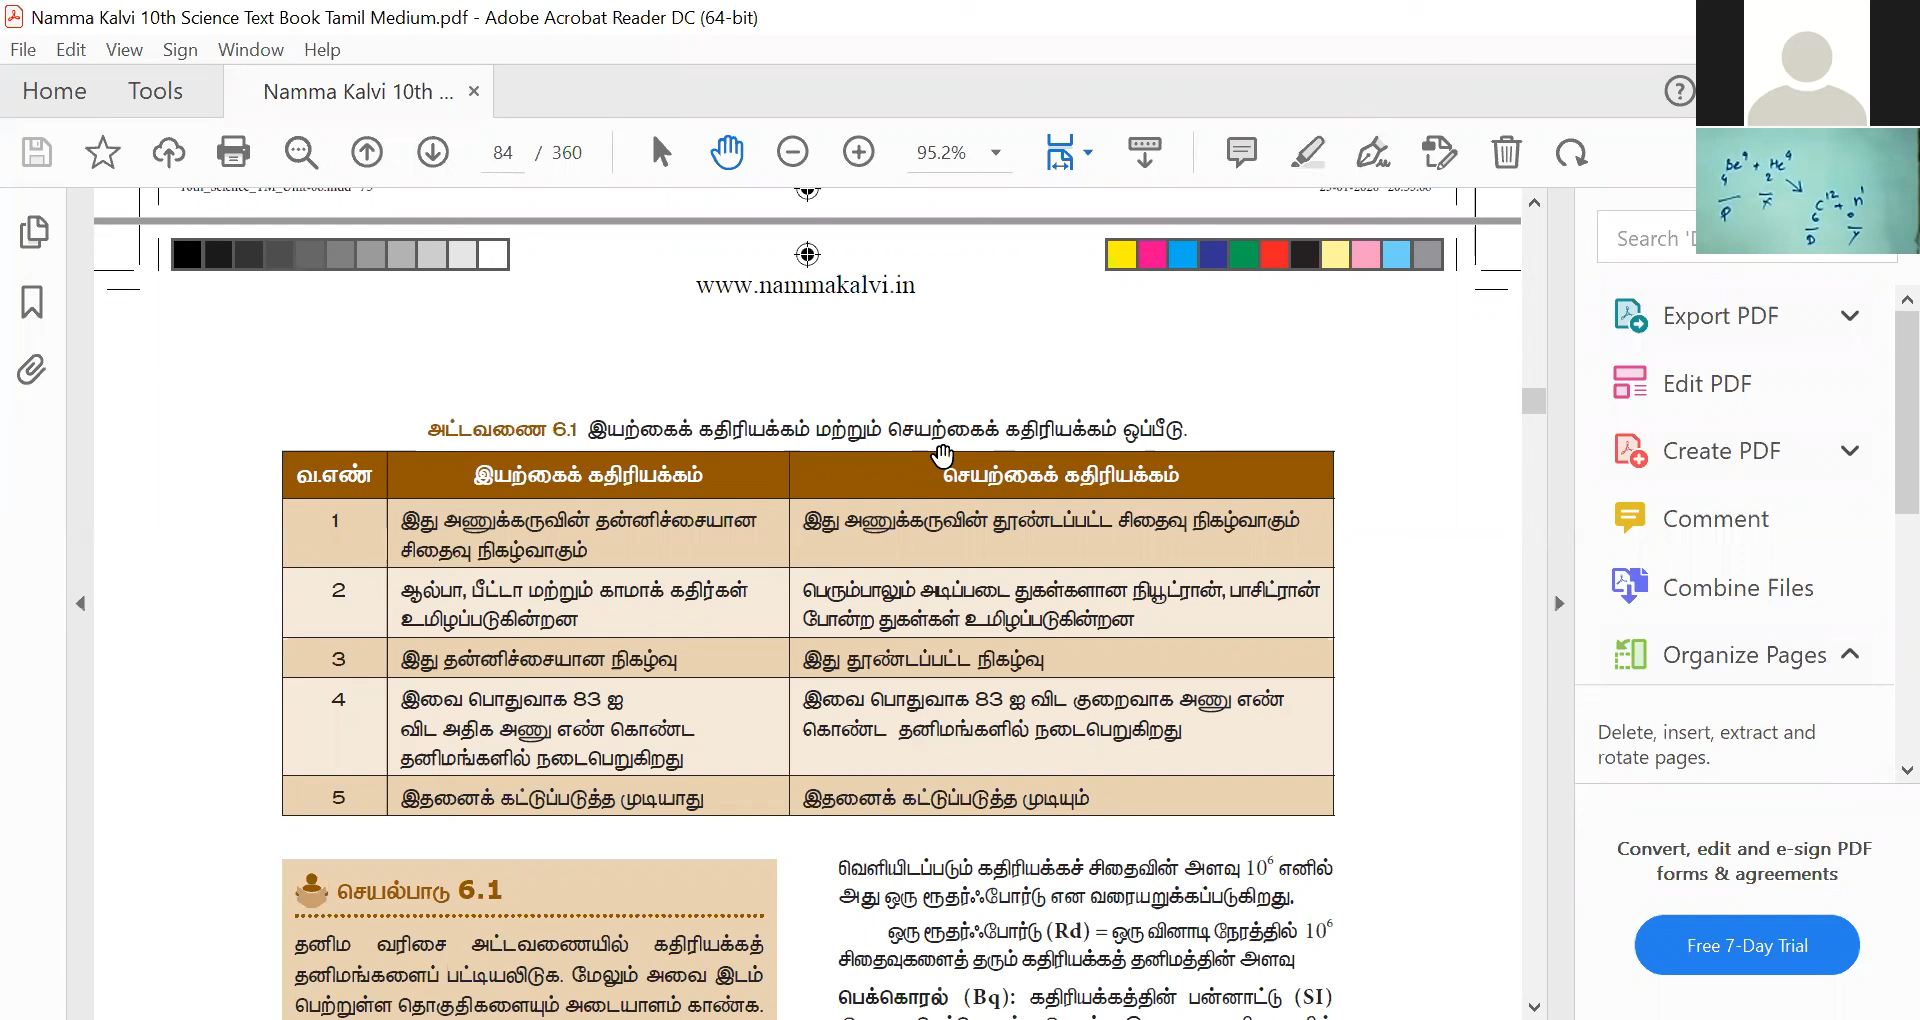 Namma Kalvi 10th Science Text Book Tamil Medium.pdf - Adobe Acrobat Reader DC (64-bit)
File Edit View Sign Window Help
Home Tools Namma Kalvi 10th ... ×
84 / 360 95.2%
www.nammakalvi.in
அட்டவணை 6.1 இயற்கைக் கதிரியக்கம் மற்றும் செயற்கைக் கதிரியக்கம் ஒப்பீடு.
வ.எண் இயற்கைக் கதிரியக்கம் செயற்கைக் கதிரியக்கம்
1 இது அணுக்கருவின் தன்னிச்சையான இது அணுக்கருவின் தூண்டப்பட்ட சிதைவு நிகழ்வாகும்
சிதைவு நிகழ்வாகும்
2 ஆல்பா, பீட்டா மற்றும் காமாக் கதிர்கள் பெரும்பாலும் அடிப்படை துகள்களான நியூட்ரான், பாசிட்ரான்
உமிழப்படுகின்றன போன்ற துகள்கள் உமிழப்படுகின்றன
3 இது தன்னிச்சையான நிகழ்வு இது தூண்டப்பட்ட நிகழ்வு
4 இவை பொதுவாக 83 ஐ இவை பொதுவாக 83 ஐ விட குறைவாக அணு எண்
விட அதிக அணு எண் கொண்ட கொண்ட தனிமங்களில் நடைபெறுகிறது
தனிமங்களில் நடைபெறுகிறது
5 இதனைக் கட்டுப்படுத்த முடியாது இதனைக் கட்டுப்படுத்த முடியும்
செயல்பாடு 6.1
தனிம வரிசை அட்டவணையில் கதிரியக்கத்
தனிமங்களைப் பட்டியலிடுக. மேலும் அவை இடம்
பெற்றுள்ள தொகுதிகளையும் அடையாளம் காண்க.
வெளியிடப்படும் கதிரியக்கச் சிதைவின் அளவு 10⁶ எனில்
அது ஒரு ரூதர்ஃபோர்டு என வரையறுக்கப்படுகிறது.
ஒரு ரூதர்ஃபோர்டு (Rd) = ஒரு வினாடி நேரத்தில் 10⁶
சிதைவுகளைத் தரும் கதிரியக்கத் தனிமத்தின் அளவு
பெக்கொரல் (Bq): கதிரியக்கத்தின் பன்னாட்டு (SI)
Search
Export PDF
Edit PDF
Create PDF
Comment
Combine Files
Organize Pages
Delete, insert, extract and
rotate pages.
Convert, edit and e-sign PDF
forms & agreements
Free 7-Day Trial